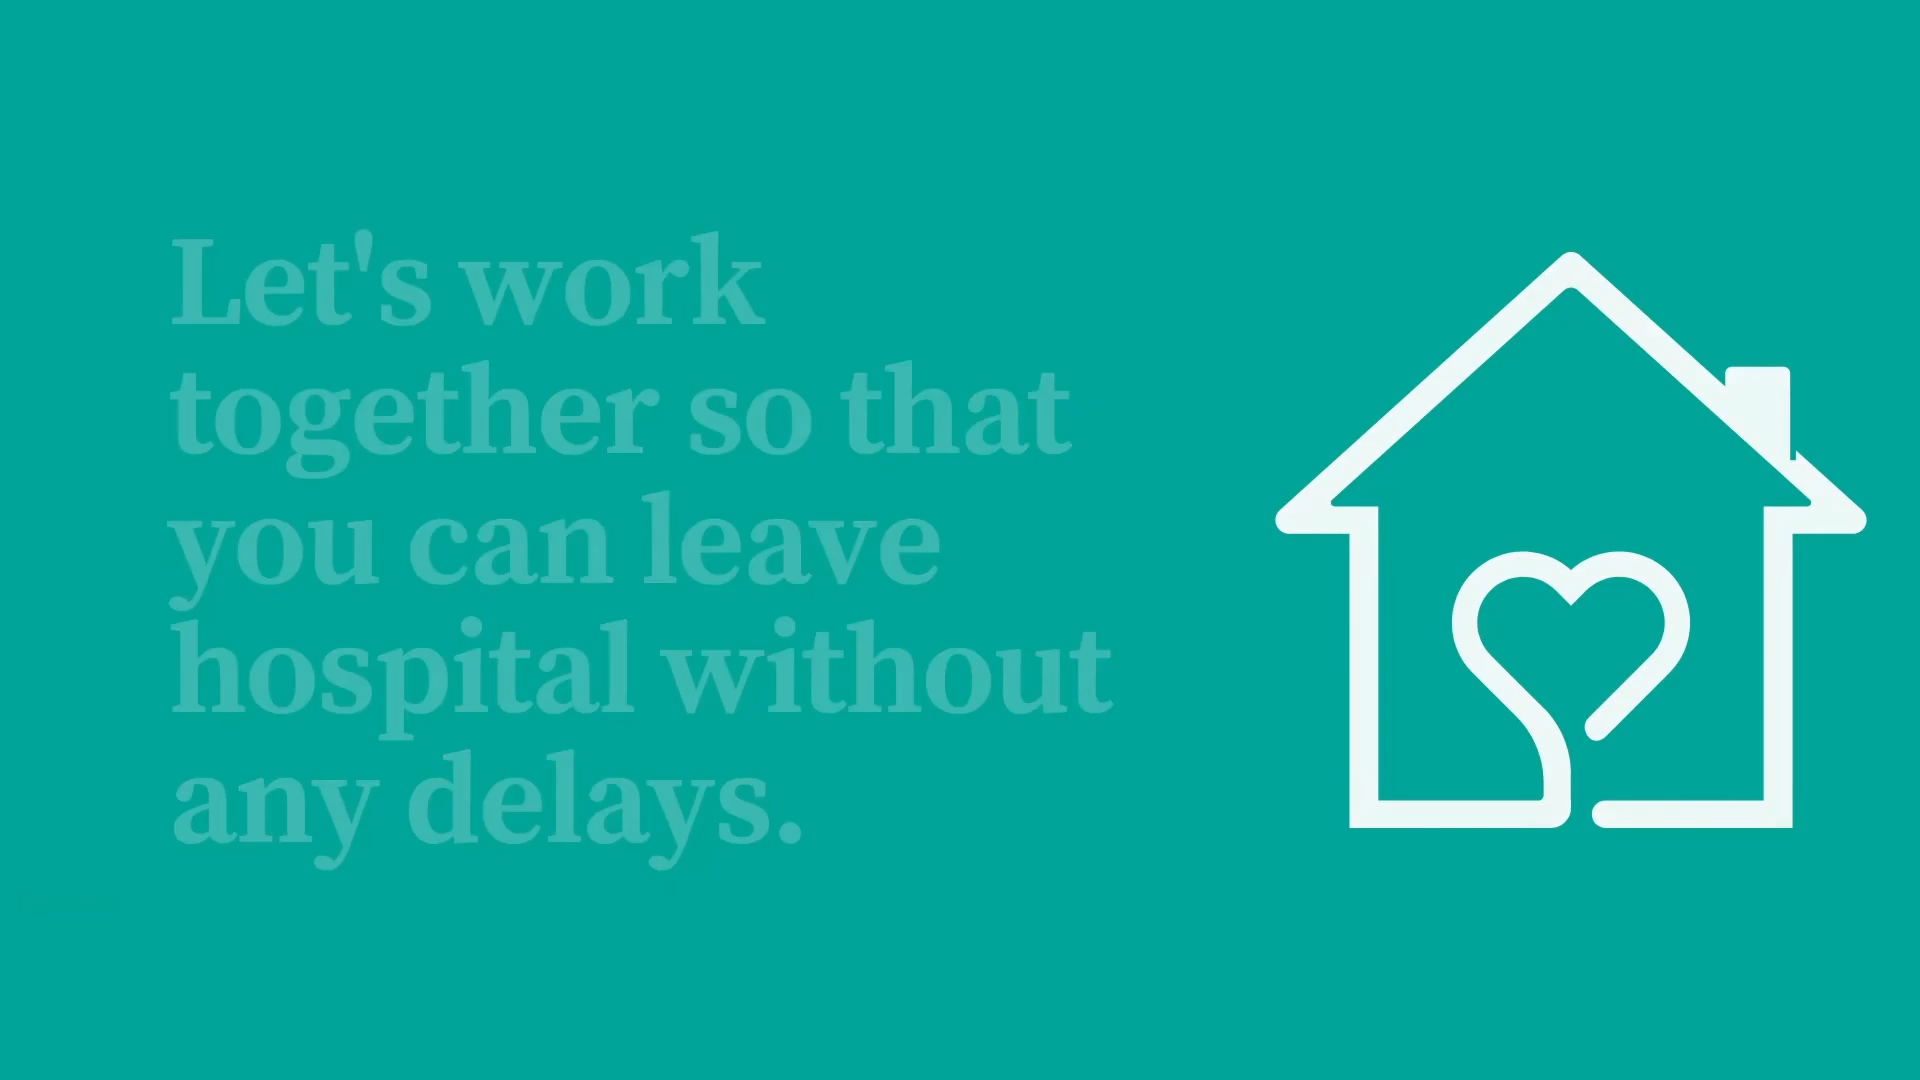 Let's work
together so that
you can leave
hospital without
any delays.